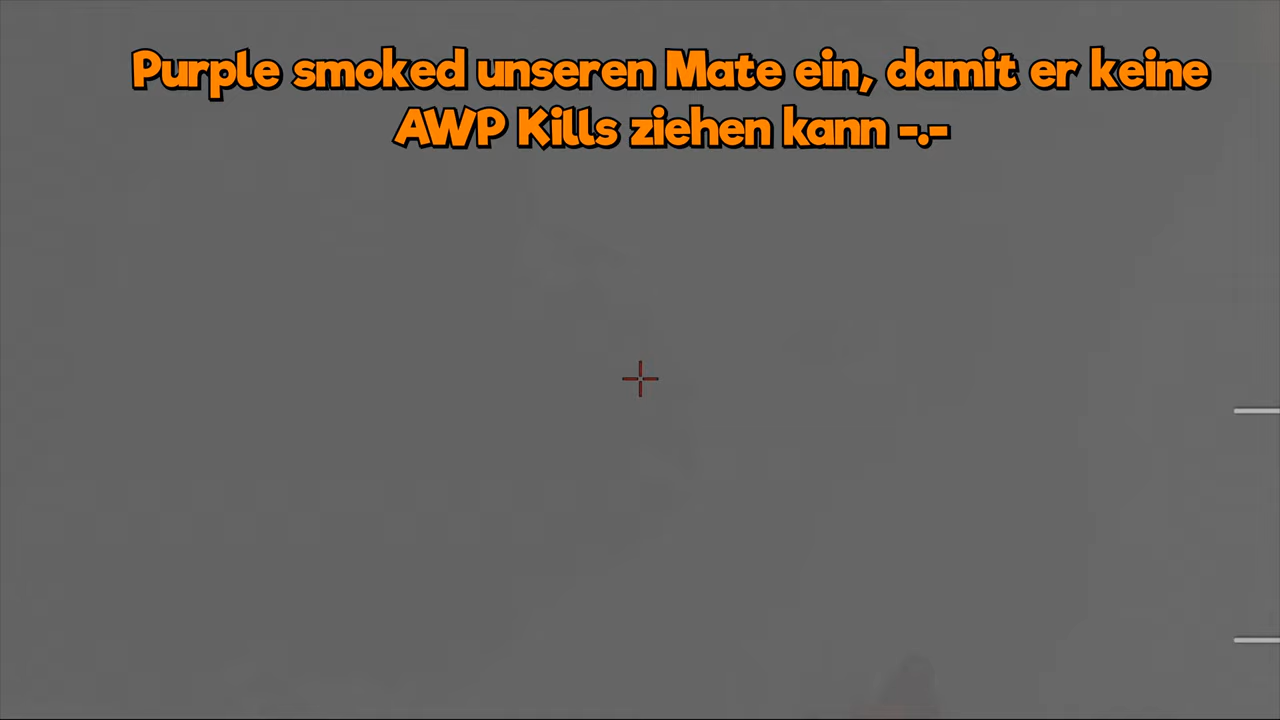 Purple smoked unseren Mate ein, damit er keine
AWP Kills ziehen kann -.-